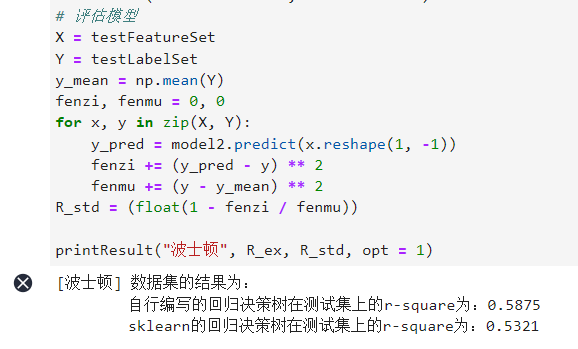 # 评估模型
X = testFeatureSet
Y = testLabelSet
y_mean = np.mean(Y)
fenzi, fenmu = 0, 0
for x, y in zip(X, Y):
    y_pred = model2.predict(x.reshape(1, -1))
    fenzi += (y_pred - y) ** 2
    fenmu += (y - y_mean) ** 2
R_std = (float(1 - fenzi / fenmu))
printResult("波士顿", R_ex, R_std, opt = 1)
[波士顿] 数据集的结果为：
自行编写的回归决策树在测试集上的r-square为：0.5875
sklearn的回归决策树在测试集上的r-square为：0.5321